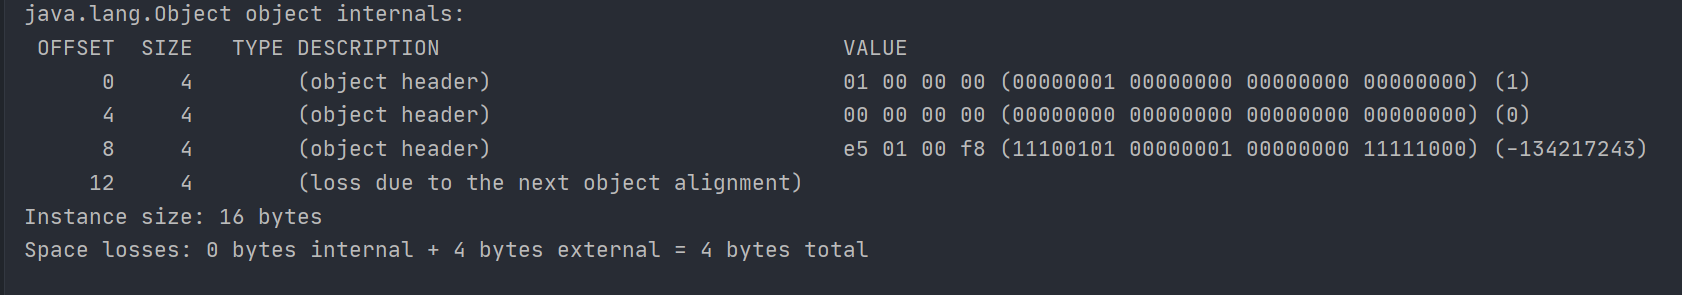 java.lang.Object object internals:
 OFFSET  SIZE   TYPE DESCRIPTION                               VALUE
      0     4        (object header)                           01 00 00 00 (00000001 00000000 00000000 00000000) (1)
      4     4        (object header)                           00 00 00 00 (00000000 00000000 00000000 00000000) (0)
      8     4        (object header)                           e5 01 00 f8 (11100101 00000001 00000000 11111000) (-134217243)
     12     4        (loss due to the next object alignment)
Instance size: 16 bytes
Space losses: 0 bytes internal + 4 bytes external = 4 bytes total